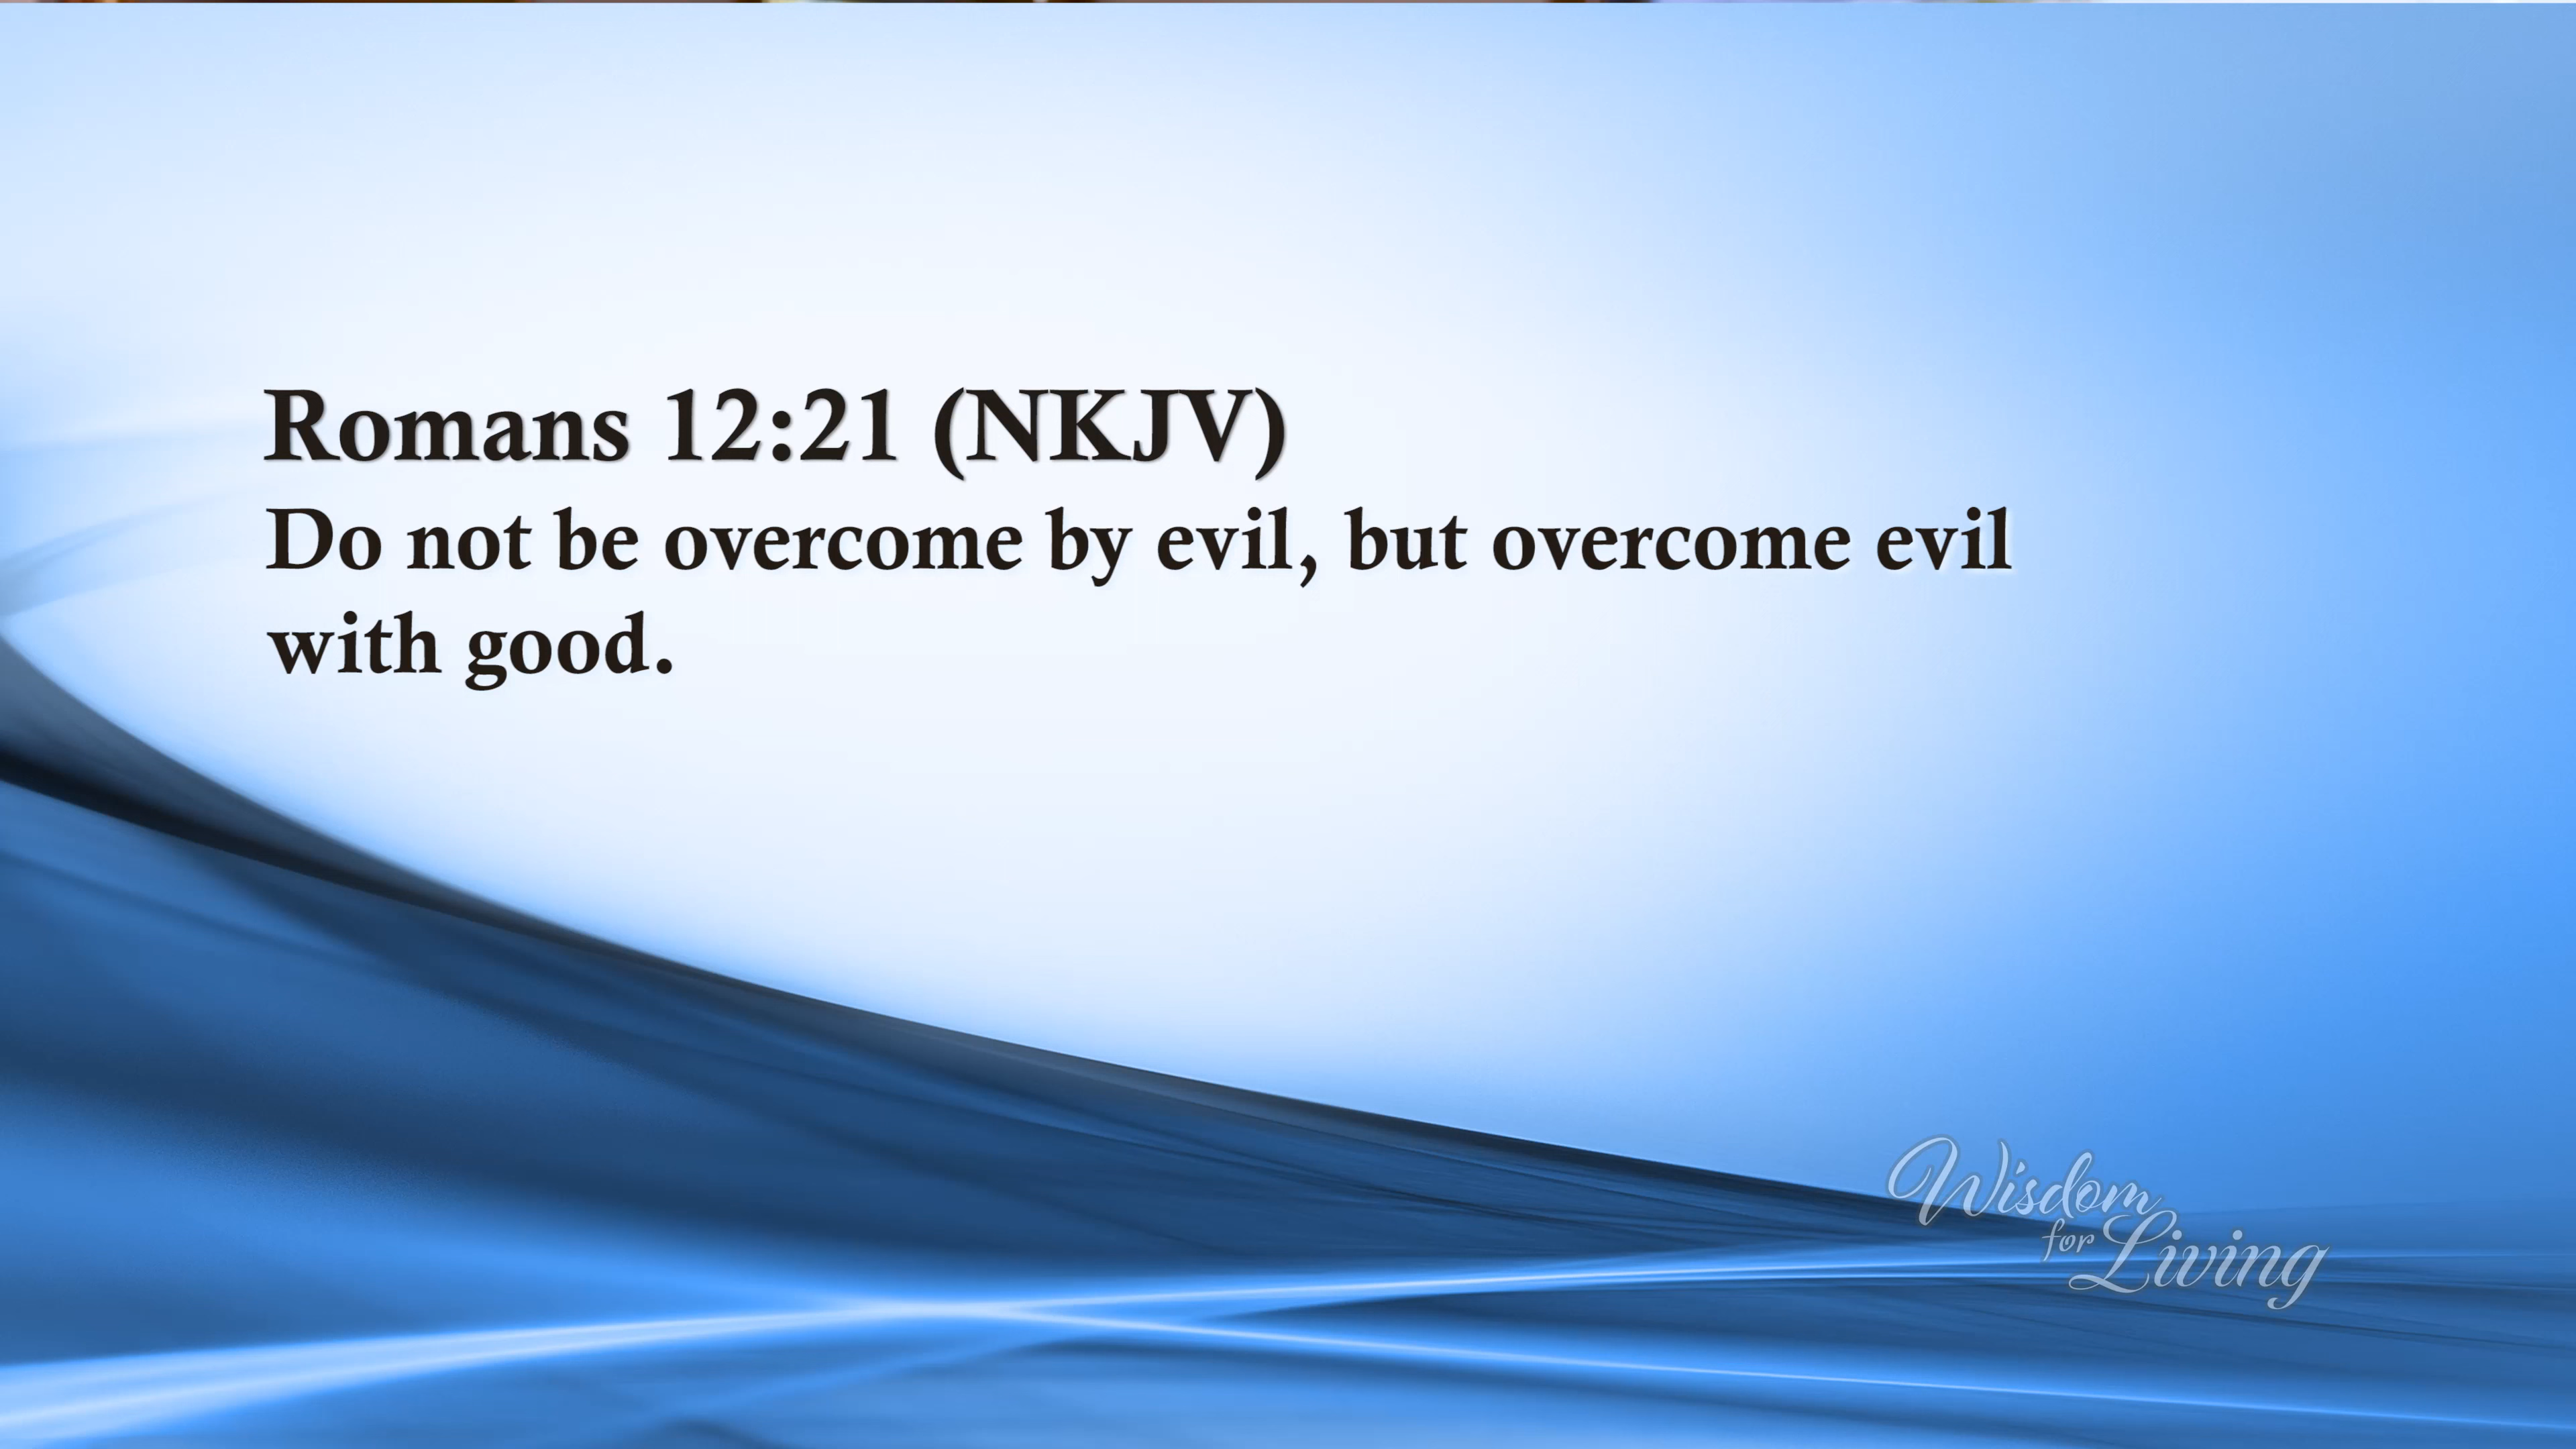 Romans 12:21 (NKJV)
Do not be overcome by evil, but overcome evil
with good.
Wisdom
for Living